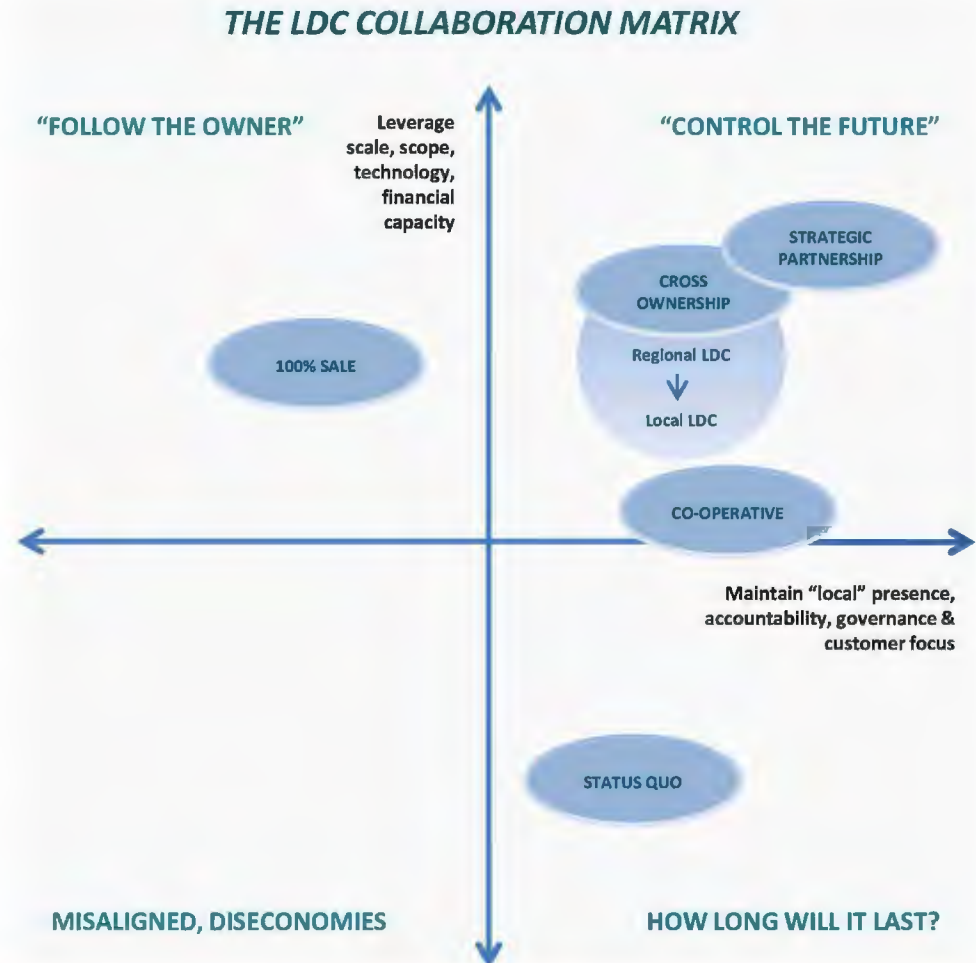 THE LDC COLLABORATION MATRIX
"FOLLOW THE OWNER"
Leverage
scale, scope,
technology,
financial
capacity
"CONTROL THE FUTURE"
STRATEGIC
PARTNERSHIP
CROSS
OWNERSHIP
Regional LDC
Local LDC
100% SALE
CO-OPERATIVE
Maintain "local" presence,
accountability, governance &
customer focus
STATUS QUO
MISALIGNED, DISECONOMIES
HOW LONG WILL IT LAST?